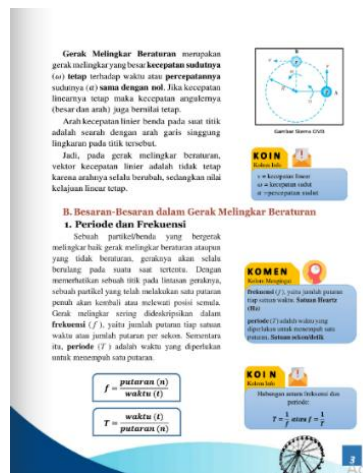 Gerak Melingkar Beraturan merupakan
gerak melingkar yang besar kecepatan sudutnya
(ω) tetap terhadap waktu atau percepatannya
sudutnya (α) sama dengan nol. Jika kecepatan
linearnya tetap maka kecepatan angulernya
(besar dan arah) juga bernilai tetap.
Arah kecepatan linier benda pada suat titik
adalah searah dengan arah garis singgung
lingkaran pada titik tersebut.
Jadi, pada gerak melingkar beraturan,
vektor kecepatan linier adalah tidak tetap
karena arahnya selalu berubah, sedangkan nilai
kelajuan linear tetap.
KOIN
Kolom Info
v = kecepatan linear
ω = kecepatan sudut
α = percepatan sudut
B. Besaran-Besaran dalam Gerak Melingkar Beraturan
1. Periode dan Frekuensi
Sebuah partikel/benda yang bergerak
melingkar baik gerak melingkar beraturan ataupun
yang tidak beraturan, geraknya akan selalu
berulang pada suatu saat tertentu. Dengan
memerhatikan sebuah titik pada lintasan geraknya,
sebuah partikel yang telah melakukan satu putaran
penuh akan kembali atau melewati posisi semula.
Gerak melingkar sering dideskripsikan dalam
frekuensi (f), yaitu jumlah putaran tiap satuan
waktu atau jumlah putaran per sekon. Sementara
itu, periode (T) adalah waktu yang diperlukan
untuk menempuh satu putaran.
KOMEN
Kolom Mengingat
frekuensi (f), yaitu jumlah putaran
tiap satuan waktu. Satuan Heartz
(Hz)
periode (T) adalah waktu yang
diperlukan untuk menempuh satu
putaran. Satuan sekon/detik
f = putaran (n) / waktu (t)
T = waktu (t) / putaran (n)
KOIN
Kolom Info
Hubungan antara frekuensi dan
periode:
T = 1/f atau f = 1/T
3